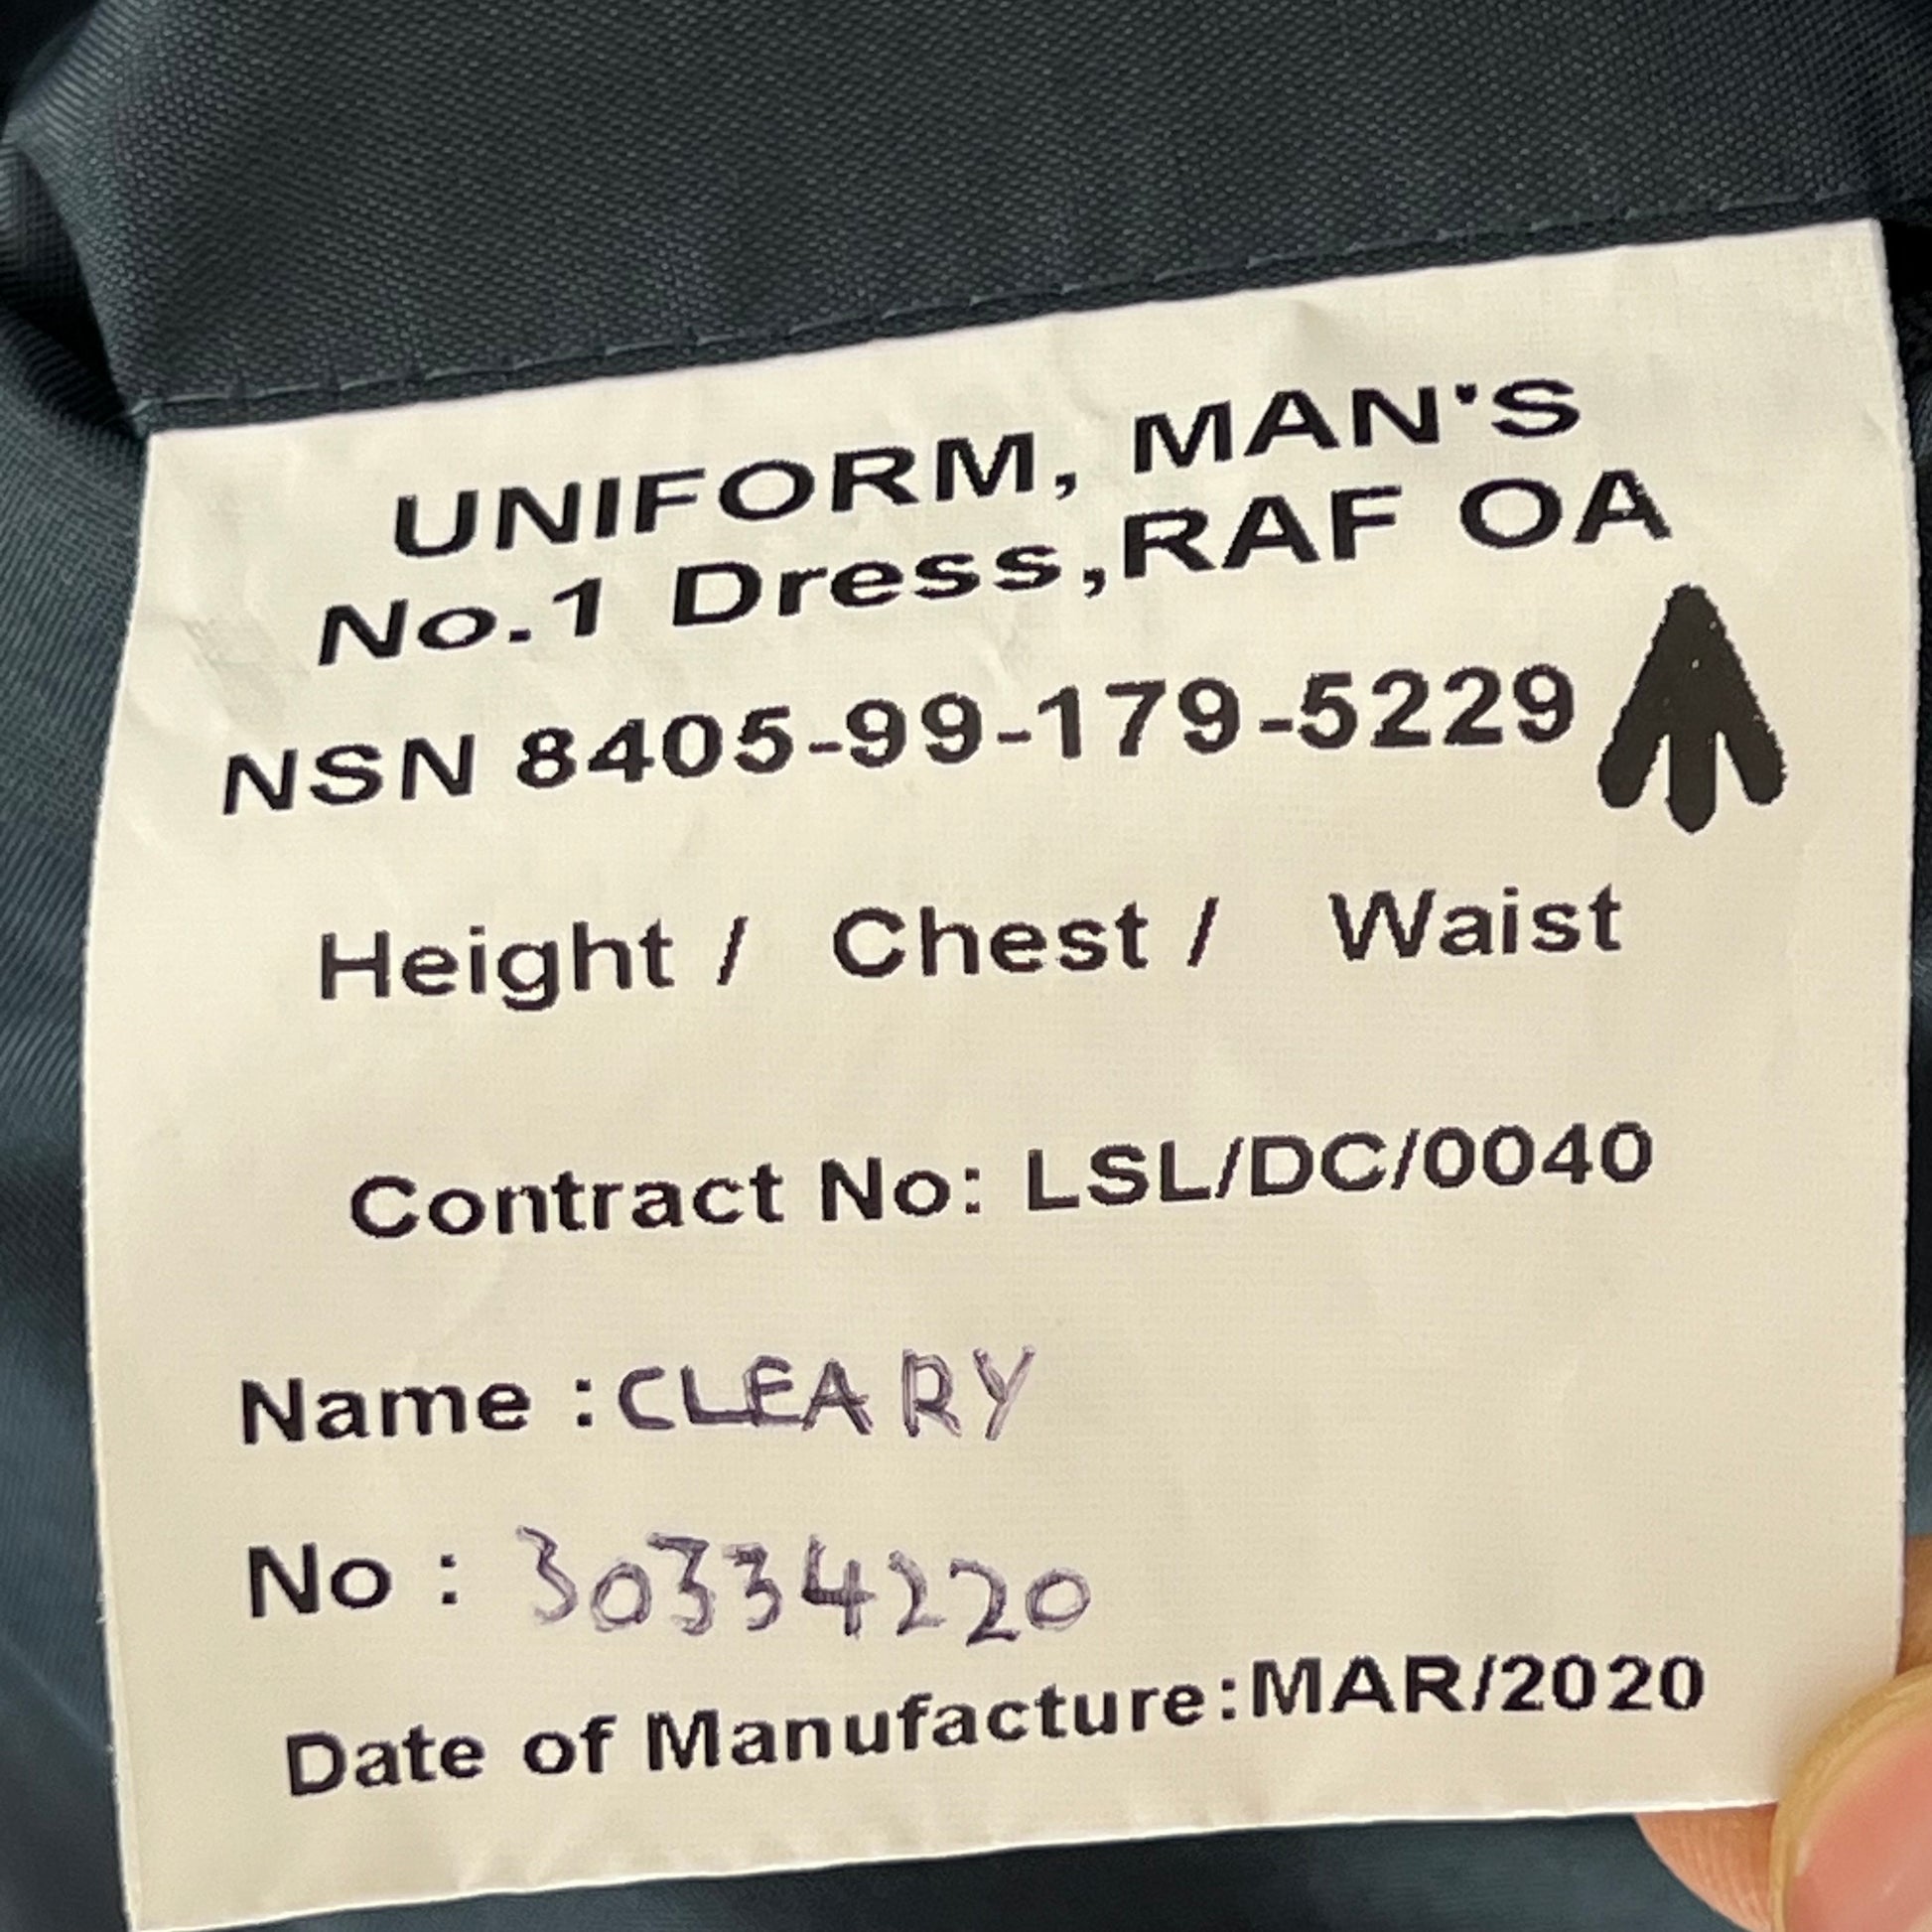 UNIFORM, MAN'S
No.1 Dress,RAF OA
NSN 8405-99-179-5229
Height / Chest / Waist
Contract No: LSL/DC/0040
Name : CLEARY
No : 30334220
Date of Manufacture:MAR/2020